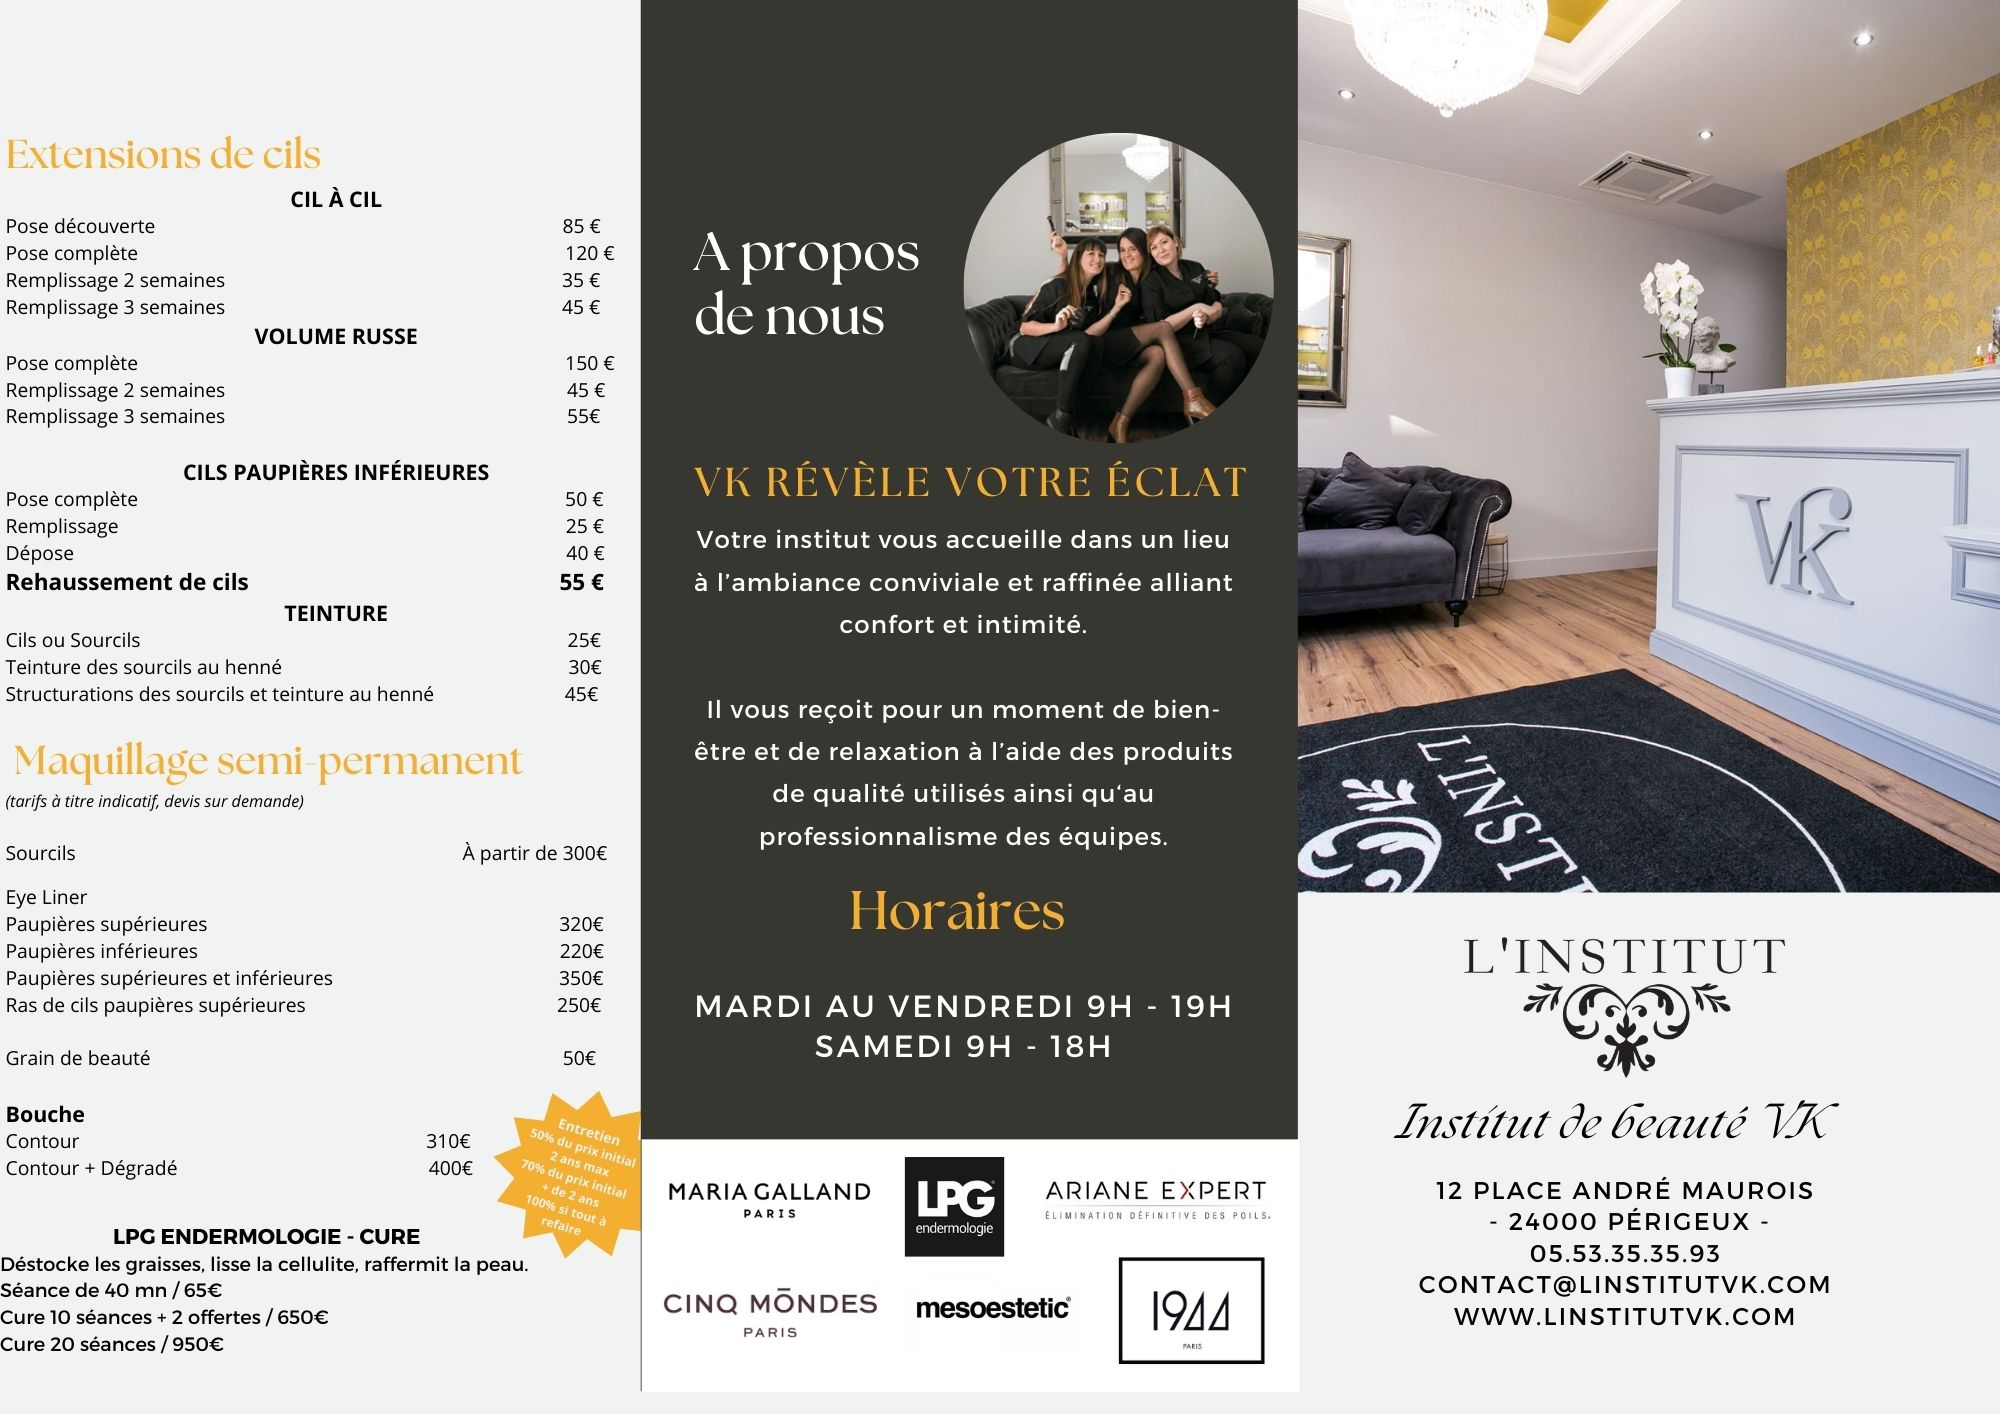 Extensions de cils
CIL À CIL
Pose découverte 85 €
Pose complète 120 €
Remplissage 2 semaines 35 €
Remplissage 3 semaines 45 €
VOLUME RUSSE
Pose complète 150 €
Remplissage 2 semaines 45 €
Remplissage 3 semaines 55€
CILS PAUPIÈRES INFÉRIEURES
Pose complète 50 €
Remplissage 25 €
Dépose 40 €
Rehaussement de cils 55 €
TEINTURE
Cils ou Sourcils 25€
Teinture des sourcils au henné 30€
Structurations des sourcils et teinture au henné 45€
Maquillage semi-permanent
(tarifs à titre indicatif, devis sur demande)
Sourcils À partir de 300€
Eye Liner
Paupières supérieures 320€
Paupières inférieures 220€
Paupières supérieures et inférieures 350€
Ras de cils paupières supérieures 250€
Grain de beauté 50€
Bouche
Contour 310€
Contour + Dégradé 400€
Entretien
50% du prix initial
2 ans max
70% du prix initial
+ de 2 ans
100% si tout à
refaire
LPG ENDERMOLOGIE - CURE
Déstocke les graisses, lisse la cellulite, raffermit la peau.
Séance de 40 mn / 65€
Cure 10 séances + 2 offertes / 650€
Cure 20 séances / 950€
A propos
de nous
VK RÉVÈLE VOTRE ÉCLAT
Votre institut vous accueille dans un lieu
à l’ambiance conviviale et raffinée alliant
confort et intimité.
Il vous reçoit pour un moment de bien-
être et de relaxation à l’aide des produits
de qualité utilisés ainsi qu‘au
professionnalisme des équipes.
Horaires
MARDI AU VENDREDI 9H - 19H
SAMEDI 9H - 18H
MARIA GALLAND
PARIS
LPG
endermologie
ARIANE EXPERT
ÉLIMINATION DÉFINITIVE DES POILS.
CINQ MŌNDES
PARIS
mesoestetic®
1944
PARIS
Vk
L'INSTI
L'INSTITUT
Institut de beauté VK
12 PLACE ANDRÉ MAUROIS
- 24000 PÉRIGEUX -
05.53.35.35.93
CONTACT@LINSTITUTVK.COM
WWW.LINSTITUTVK.COM